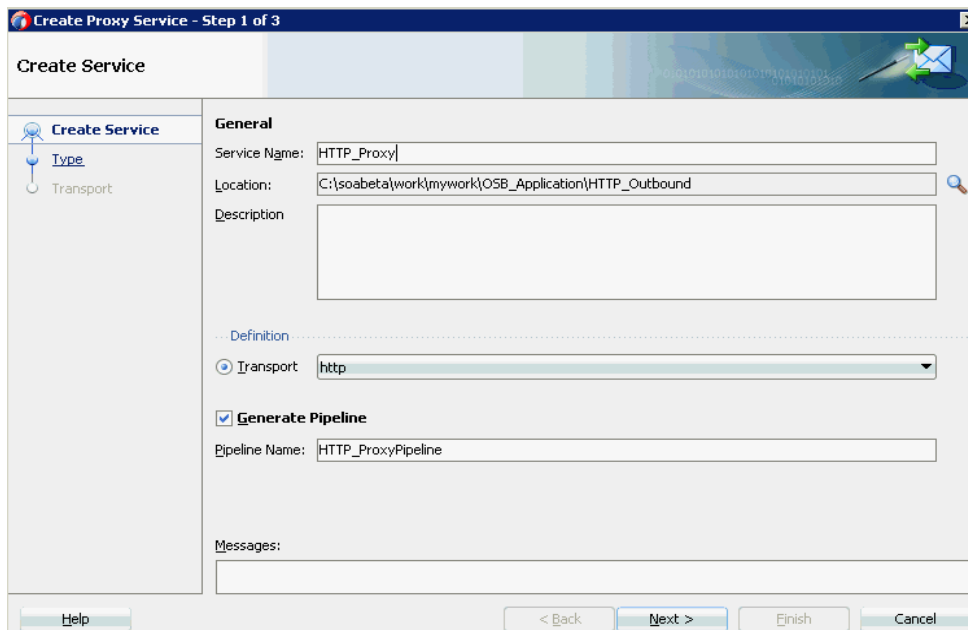 Create Proxy Service - Step 1 of 3
Create Service
Create Service
Type
Transport
General
Service Name: HTTP_Proxy
Location: C:\soabeta\work\mywork\OSB_Application\HTTP_Outbound
Description
Definition
Transport http
Generate Pipeline
Pipeline Name: HTTP_ProxyPipeline
Messages:
Help < Back Next > Finish Cancel